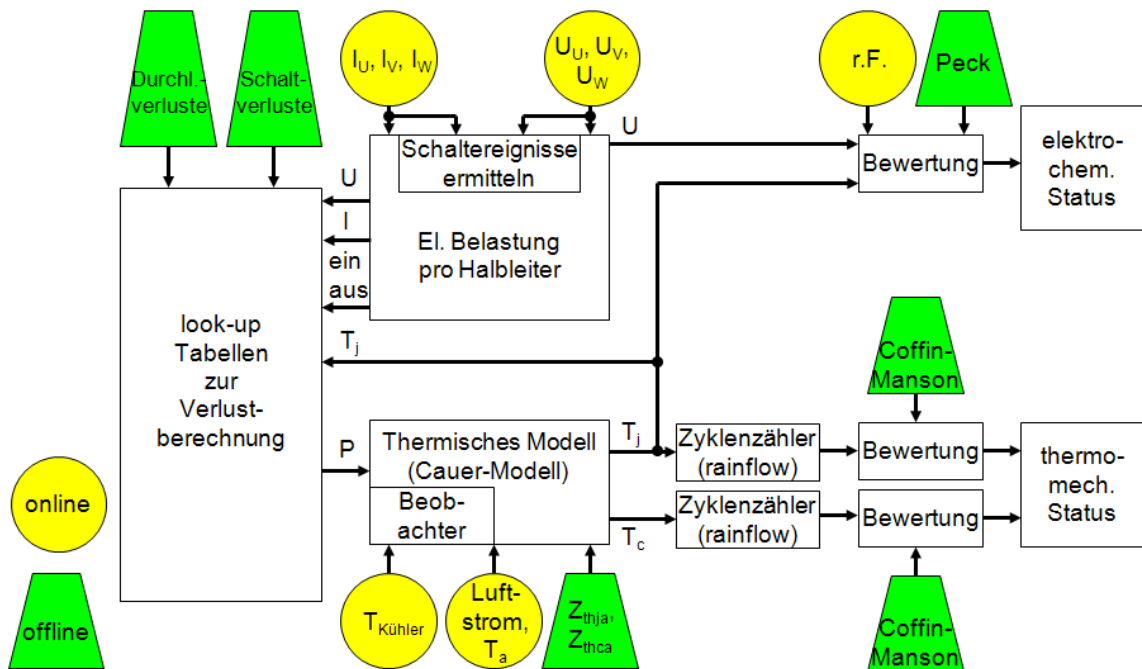 Durchl.-
verluste
Schalt-
verluste
I_U, I_V, I_W
U_U, U_V,
U_W
r.F.
Peck
U
Schaltereignisse
ermitteln
Bewertung
elektro-
chem.
Status
U
I
ein
aus
El. Belastung
pro Halbleiter
look-up
Tabellen
zur
Verlust-
berechnung
T_j
Coffin-
Manson
P
Thermisches Modell
(Cauer-Modell)
T_j
Zyklenzähler
(rainflow)
Bewertung
thermo-
mech.
Status
online
Beob-
achter
T_c
Zyklenzähler
(rainflow)
Bewertung
offline
T_Kühler
Luft-
strom,
T_a
Z_thja,
Z_thca
Coffin-
Manson